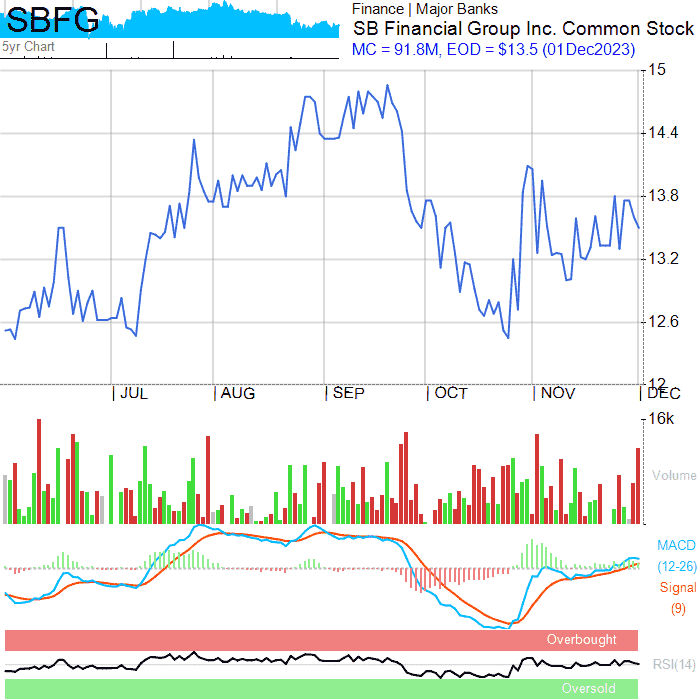 SBFG
Finance | Major Banks
SB Financial Group Inc. Common Stock
5yr Chart
MC = 91.8M, EOD = $13.5 (01Dec2023)
15
14.4
13.8
13.2
12.6
12
JUL AUG SEP OCT NOV DEC
16k
Volume
MACD
(12-26)
Signal
(9)
Overbought
RSI(14)
Oversold